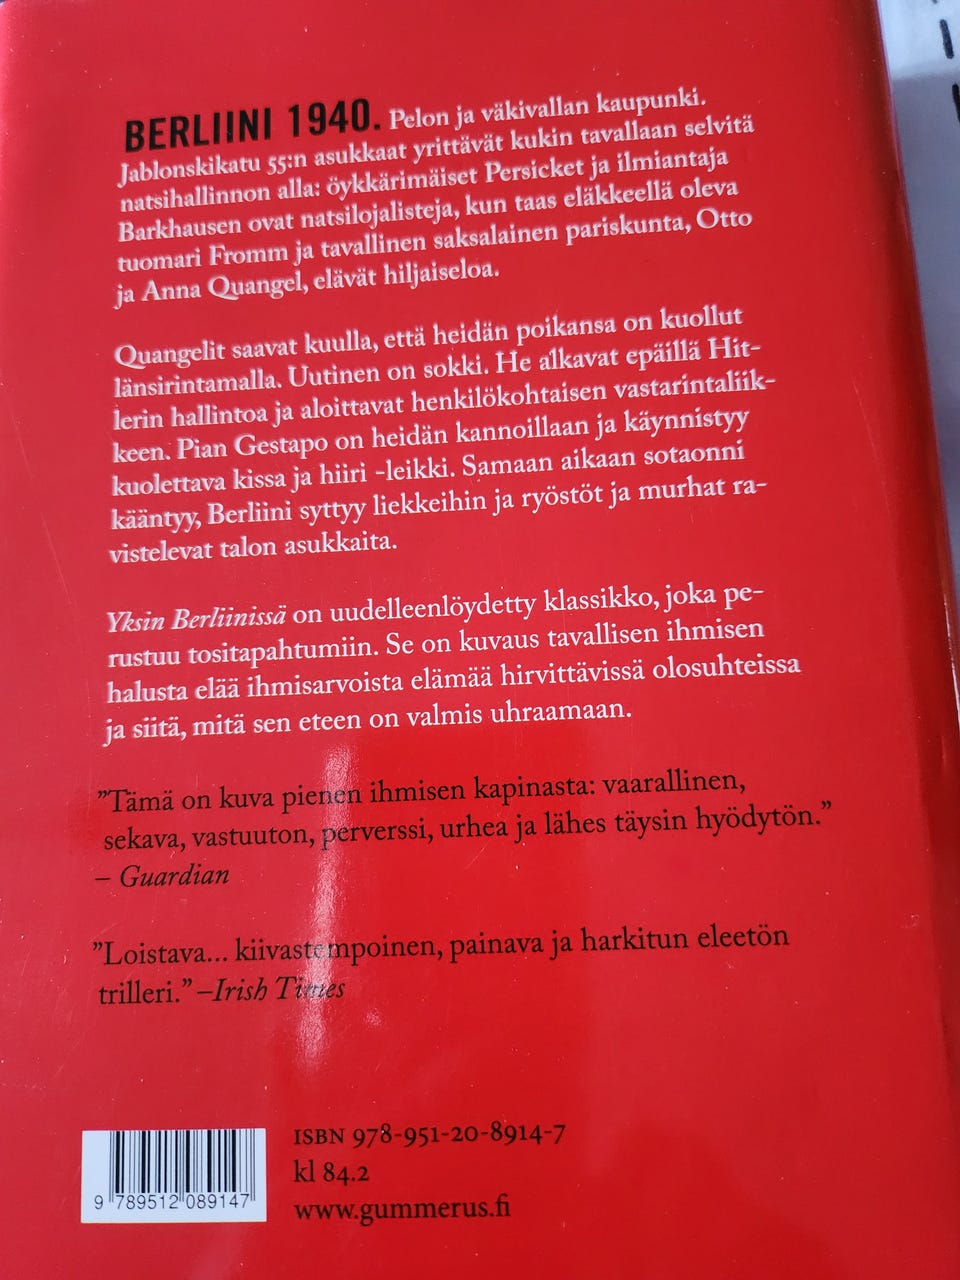 BERLIINI 1940. Pelon ja väkivallan kaupunki.
Jablonskikatu 55:n asukkaat yrittävät kukin tavallaan selvitä
natsihallinnon alla: öykkärimäiset Persicket ja ilmiantaja
Barkhausen ovat natsilojalisteja, kun taas eläkkeellä oleva
tuomari Fromm ja tavallinen saksalainen pariskunta, Otto
ja Anna Quangel, elävät hiljaiseloa.
Quangelit saavat kuulla, että heidän poikansa on kuollut
länsirintamalla. Uutinen on sokki. He alkavat epäillä Hit-
lerin hallintoa ja aloittavat henkilökohtaisen vastarintaliik-
keen. Pian Gestapo on heidän kannoillaan ja käynnistyy
kuolettava kissa ja hiiri -leikki. Samaan aikaan sotaonni
kääntyy, Berliini syttyy liekkeihin ja ryöstöt ja murhat ra-
vistelevat talon asukkaita.
Yksin Berliinissä on uudelleenlöydetty klassikko, joka pe-
rustuu tositapahtumiin. Se on kuvaus tavallisen ihmisen
halusta elää ihmisarvoista elämää hirvittävissä olosuhteissa
ja siitä, mitä sen eteen on valmis uhraamaan.
”Tämä on kuva pienen ihmisen kapinasta: vaarallinen,
sekava, vastuuton, perverssi, urhea ja lähes täysin hyödytön.”
– Guardian
”Loistava... kiivastempoinen, painava ja harkitun eleetön
trilleri.” –Irish Times
ISBN 978-951-20-8914-7
kl 84.2
www.gummerus.fi
9 789512 089147